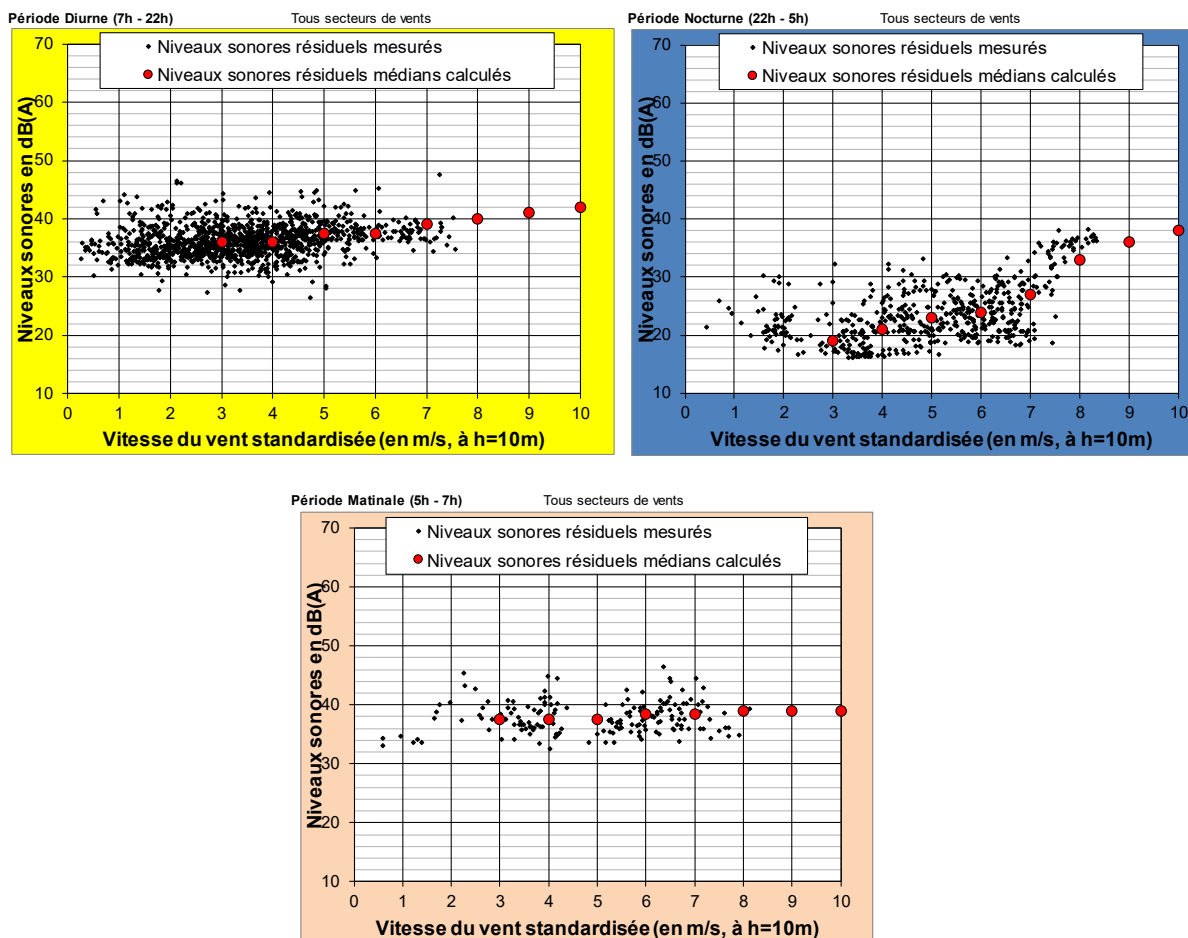 Période Diurne (7h - 22h) Tous secteurs de vents
Niveaux sonores résiduels mesurés
Niveaux sonores résiduels médians calculés
Niveaux sonores en dB(A)
70
60
50
40
30
20
10
0 1 2 3 4 5 6 7 8 9 10
Vitesse du vent standardisée (en m/s, à h=10m)
Période Nocturne (22h - 5h) Tous secteurs de vents
Niveaux sonores résiduels mesurés
Niveaux sonores résiduels médians calculés
Niveaux sonores en dB(A)
70
60
50
40
30
20
10
0 1 2 3 4 5 6 7 8 9 10
Vitesse du vent standardisée (en m/s, à h=10m)
Période Matinale (5h - 7h) Tous secteurs de vents
Niveaux sonores résiduels mesurés
Niveaux sonores résiduels médians calculés
Niveaux sonores en dB(A)
70
60
50
40
30
20
10
0 1 2 3 4 5 6 7 8 9 10
Vitesse du vent standardisée (en m/s, à h=10m)